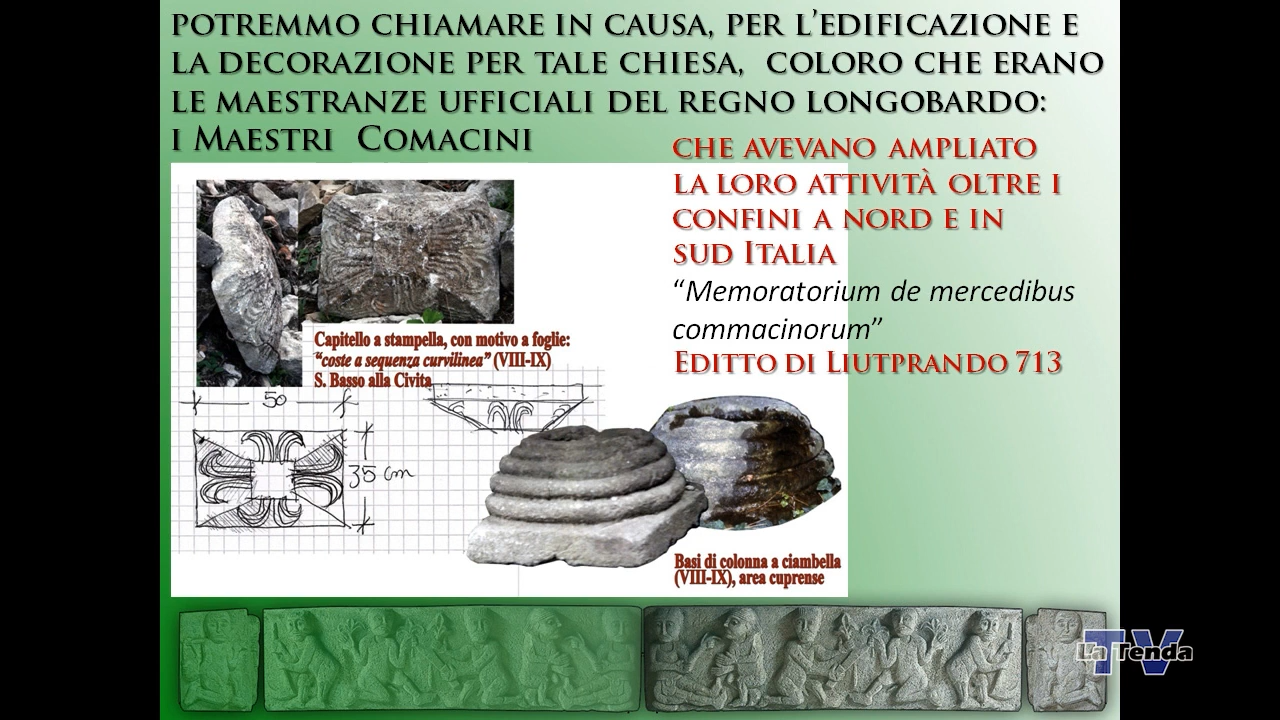 POTREMMO CHIAMARE IN CAUSA, PER L'EDIFICAZIONE E
LA DECORAZIONE PER TALE CHIESA, COLORO CHE ERANO
LE MAESTRANZE UFFICIALI DEL REGNO LONGOBARDO:
I MAESTRI COMACINI
CHE AVEVANO AMPLIATO
LA LORO ATTIVITÀ OLTRE I
CONFINI A NORD E IN
SUD ITALIA
“Memoratorium de mercedibus
commacinorum”
EDITTO DI LIUTPRANDO 713
Capitello a stampella, con motivo a foglie:
“coste a sequenza curvilinea” (VIII-IX)
S. Basso alla Civita
50
35 cm
Basi di colonna a ciambella
(VIII-IX), area cuprense
TV
La Tenda